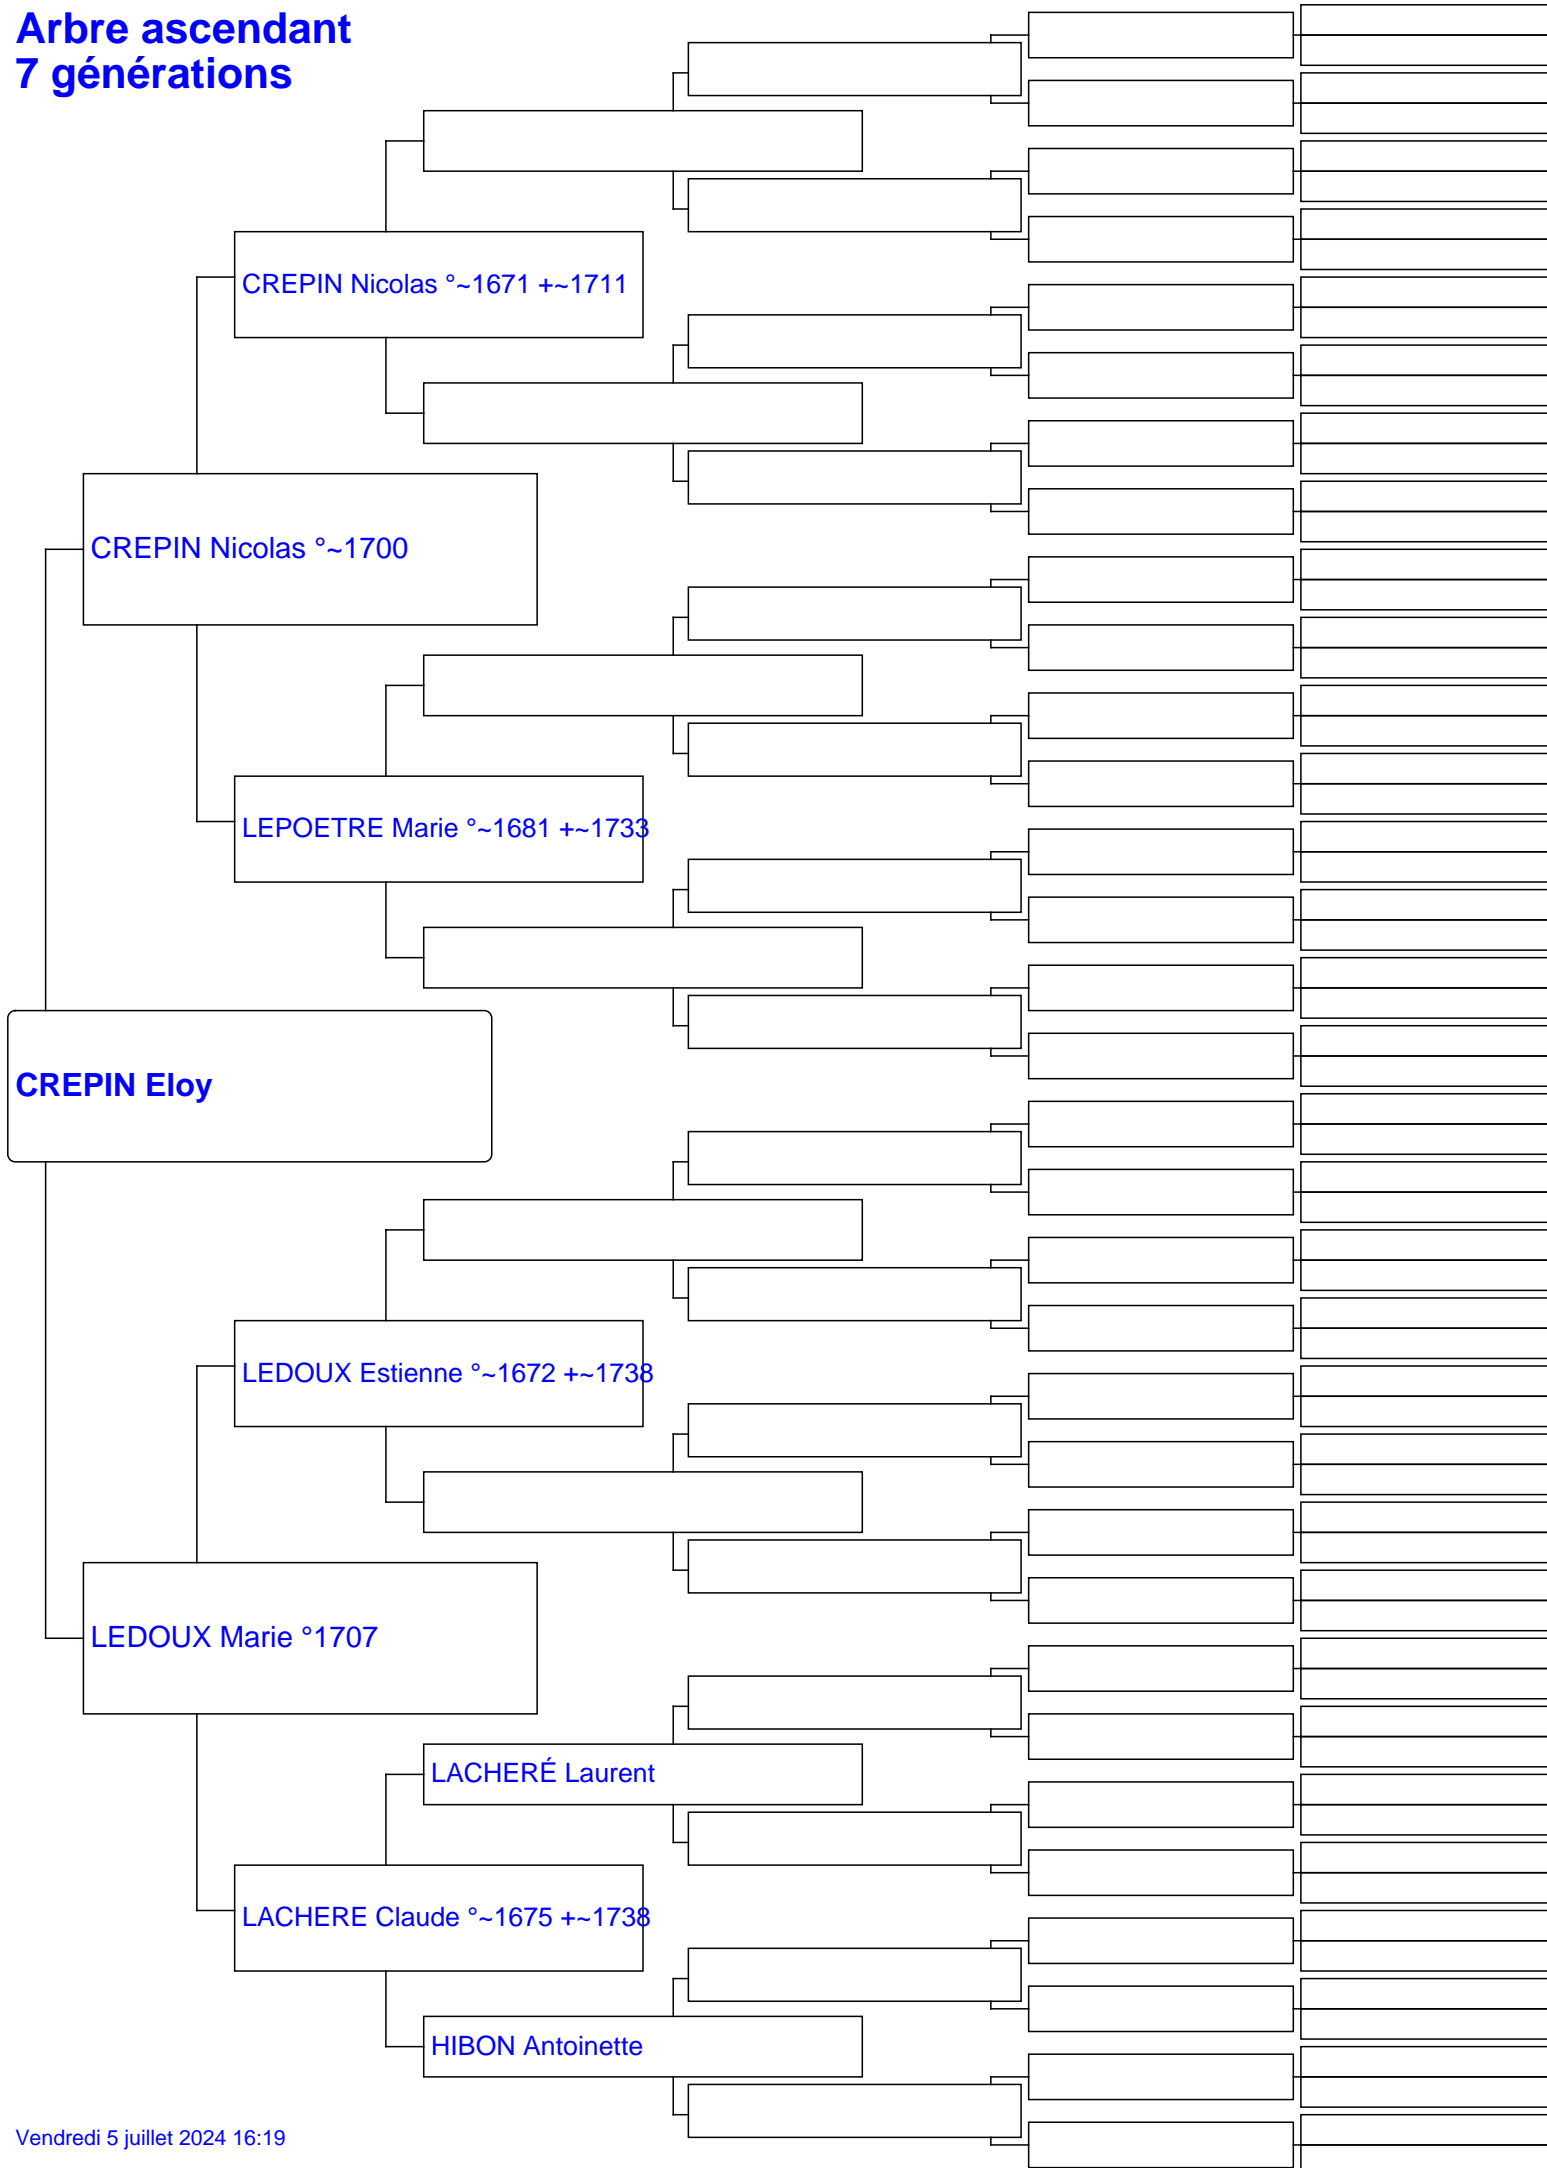 Arbre ascendant
7 générations
CREPIN Nicolas °~1671 +~1711
CREPIN Nicolas °~1700
LEPOETRE Marie °~1681 +~1733
CREPIN Eloy
LEDOUX Estienne °~1672 +~1738
LEDOUX Marie °1707
LACHERÉ Laurent
LACHERE Claude °~1675 +~1738
HIBON Antoinette
Vendredi 5 juillet 2024 16:19